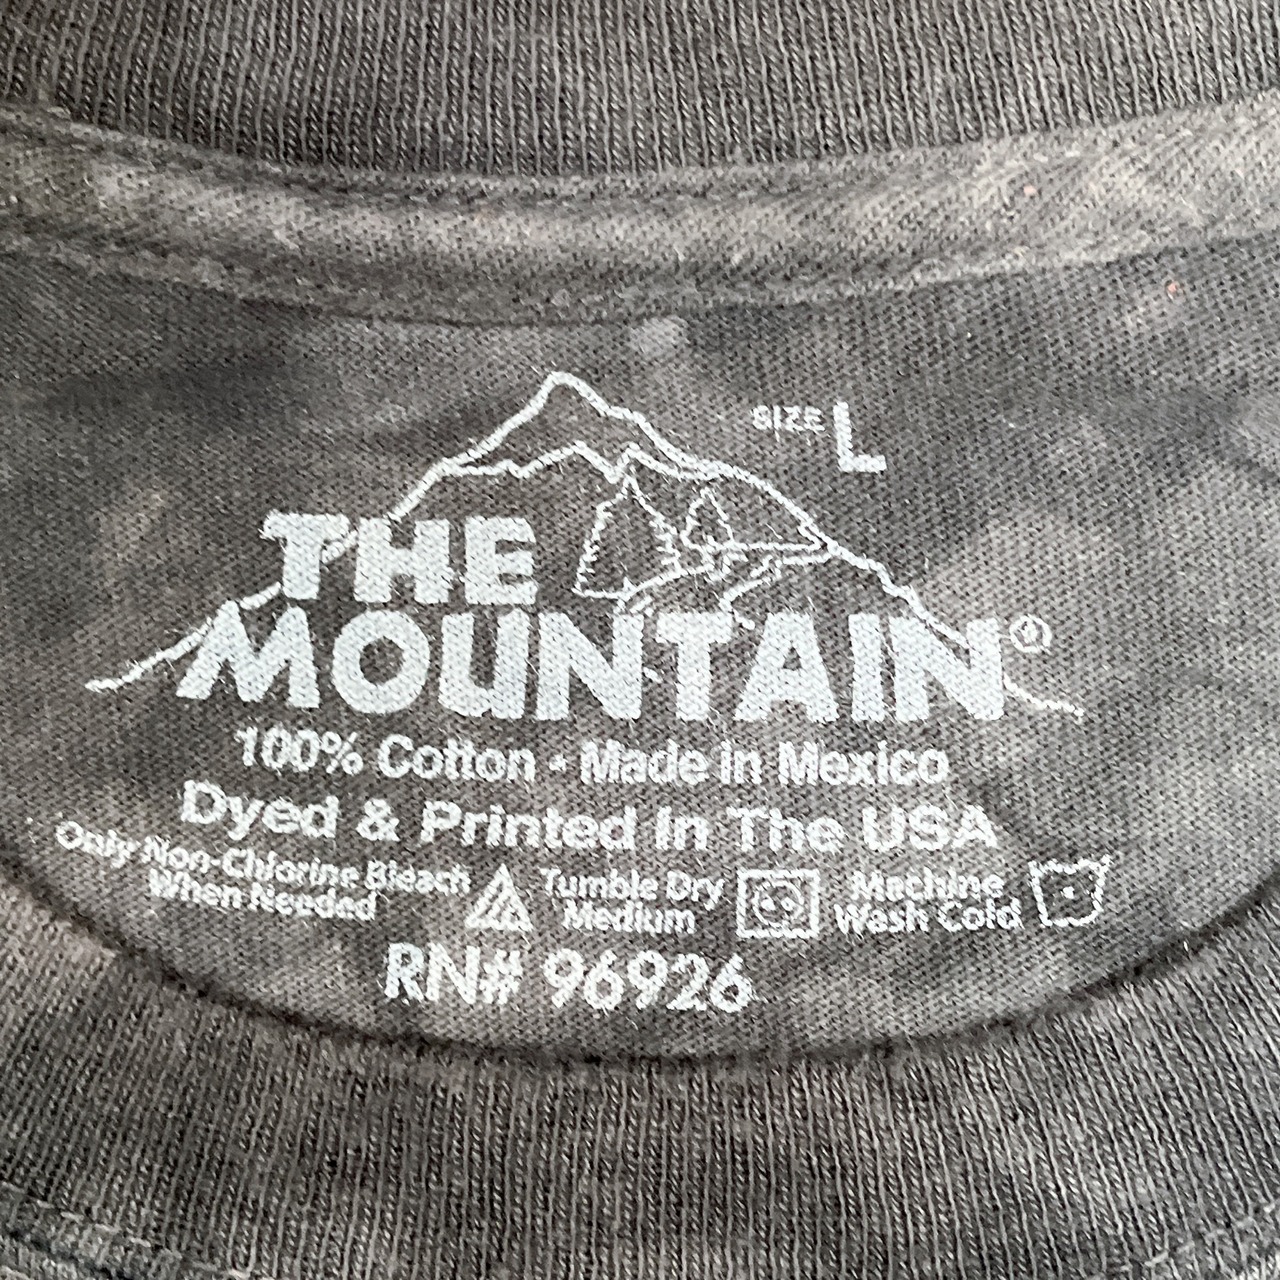 SIZE L
THE
MOUNTAIN®
100% Cotton - Made in Mexico
Dyed & Printed In The USA
Only Non-Chlorine Bleach
When Needed
Tumble Dry
Medium
Machine
Wash Cold
RN# 96926